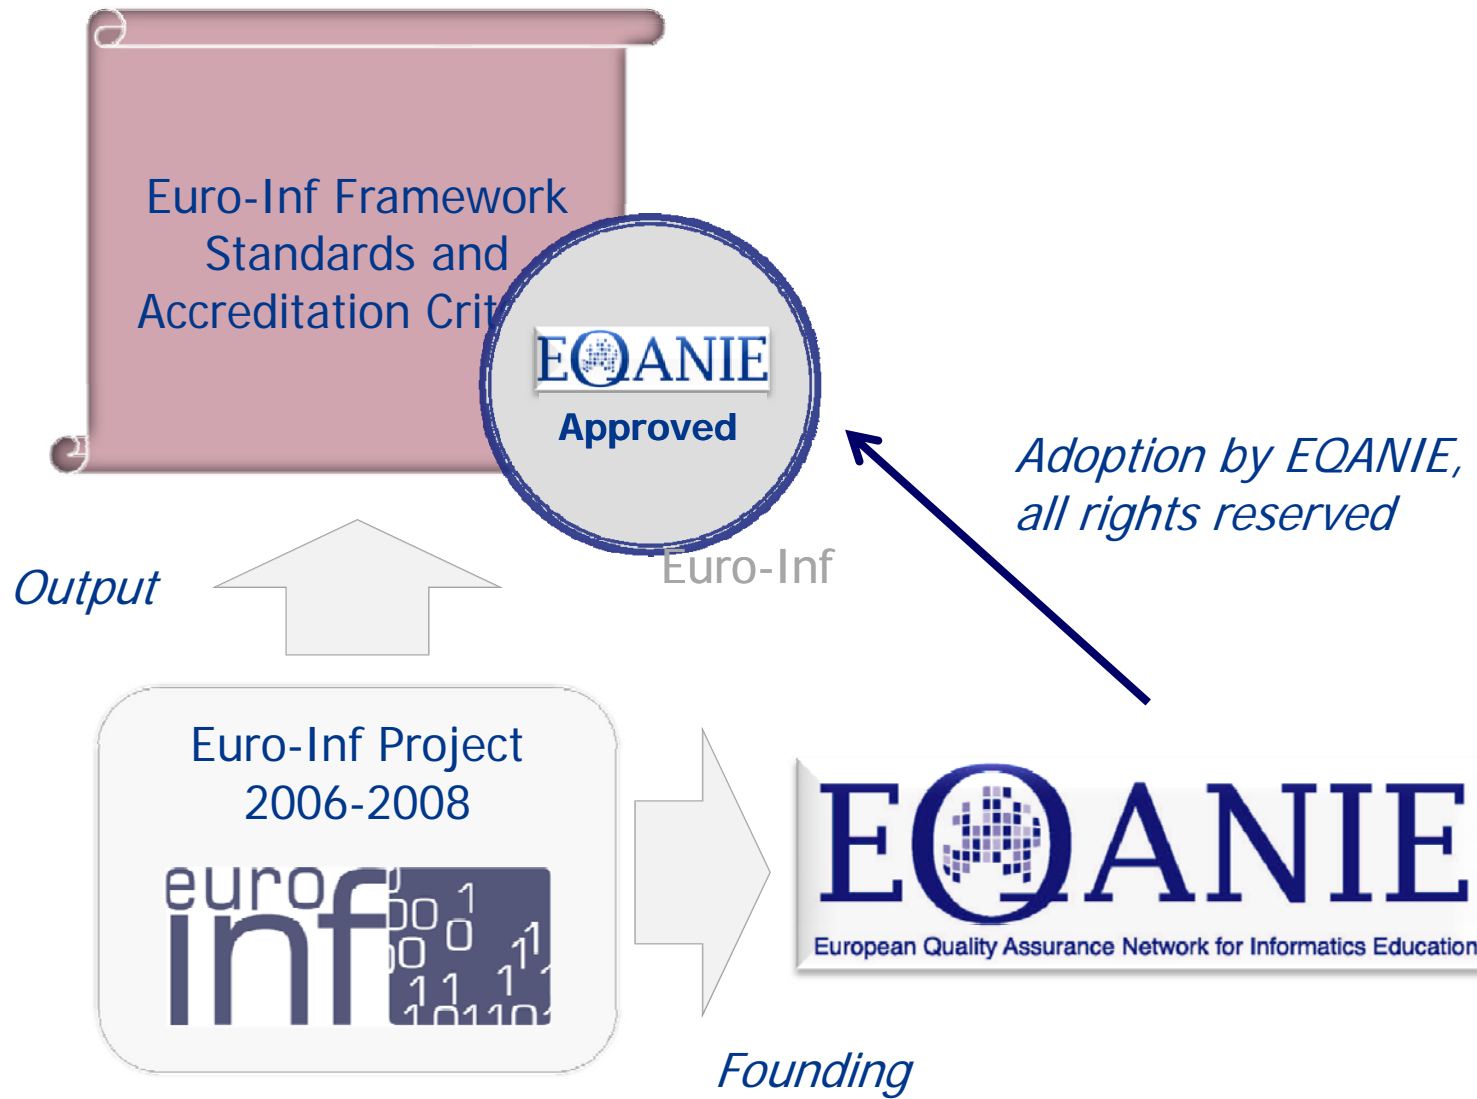 Euro-Inf Framework
Standards and
Accreditation Crit
EQANIE
Approved
Euro-Inf
Adoption by EQANIE,
all rights reserved
Output
Euro-Inf Project
2006-2008
euro
inf
EQANIE
European Quality Assurance Network for Informatics Education
Founding